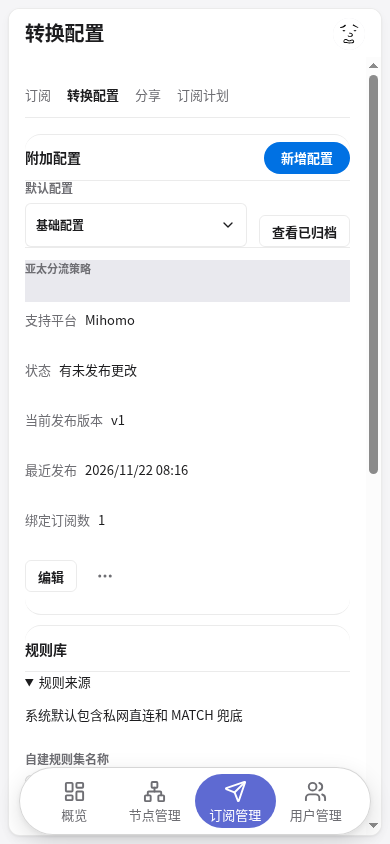 转换配置
订阅 转换配置 分享 订阅计划
附加配置 新增配置
默认配置
基础配置 查看已归档
亚太分流策略
支持平台 Mihomo
状态 有未发布更改
当前发布版本 v1
最近发布 2026/11/22 08:16
绑定订阅数 1
编辑 ···
规则库
▼ 规则来源
系统默认包含私网直连和 MATCH 兜底
自建规则集名称
概览 节点管理 订阅管理 用户管理